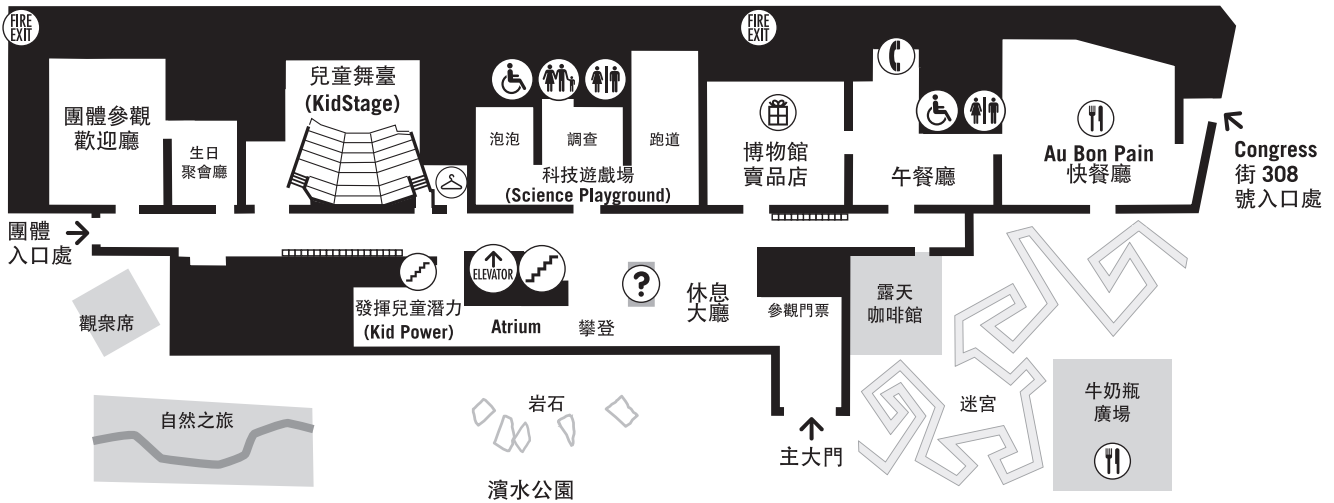 FIRE
EXIT
FIRE
EXIT
團體參觀
歡迎廳
生日
聚會廳
兒童舞臺
(KidStage)
泡泡
調查
跑道
科技遊戲場
(Science Playground)
博物館
賣品店
午餐廳
Au Bon Pain
快餐廳
Congress
街 308
號入口處
團體
入口處
ELEVATOR
?
發揮兒童潛力
(Kid Power)
Atrium
攀登
休息
大廳
參觀門票
露天
咖啡館
觀衆席
自然之旅
岩石
迷宮
牛奶瓶
廣場
主大門
濱水公園